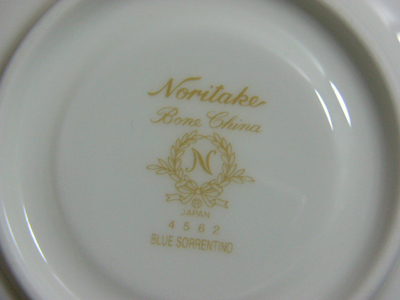 Noritake
Bone China
N
®
JAPAN
4562
BLUE SORRENTINO